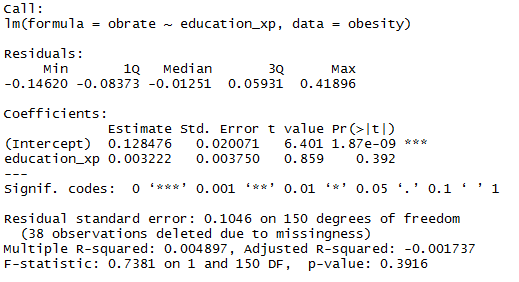 Call:
lm(formula = obrate ~ education_xp, data = obesity)
Residuals:
Min 1Q Median 3Q Max
-0.14620 -0.08373 -0.01251 0.05931 0.41896
Coefficients:
Estimate Std. Error t value Pr(>|t|)
(Intercept) 0.128476 0.020071 6.401 1.87e-09 ***
education_xp 0.003222 0.003750 0.859 0.392
---
Signif. codes: 0 ‘***’ 0.001 ‘**’ 0.01 ‘*’ 0.05 ‘.’ 0.1 ‘ ’ 1
Residual standard error: 0.1046 on 150 degrees of freedom
(38 observations deleted due to missingness)
Multiple R-squared: 0.004897, Adjusted R-squared: -0.001737
F-statistic: 0.7381 on 1 and 150 DF, p-value: 0.3916